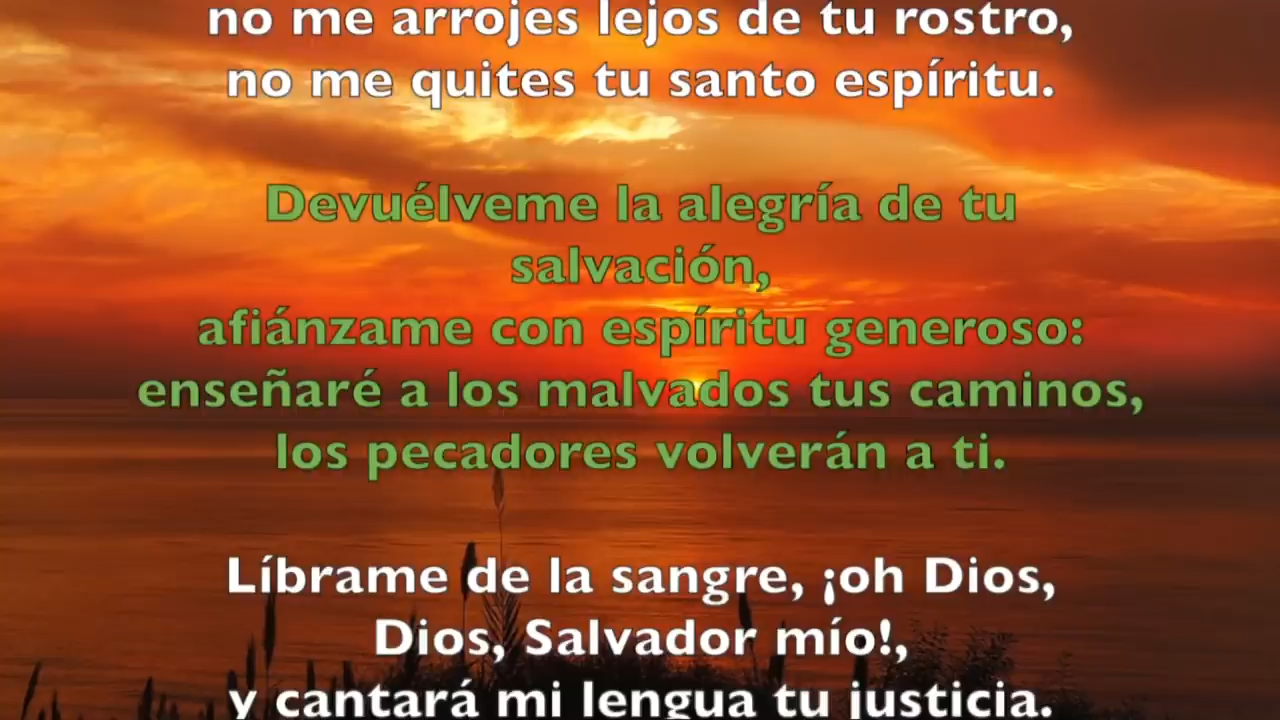 no me arrojes lejos de tu rostro,
no me quites tu santo espíritu.
Devuélveme la alegría de tu
salvación,
afiánzame con espíritu generoso:
enseñaré a los malvados tus caminos,
los pecadores volverán a ti.
Líbrame de la sangre, ¡oh Dios,
Dios, Salvador mío!,
y cantará mi lengua tu justicia.